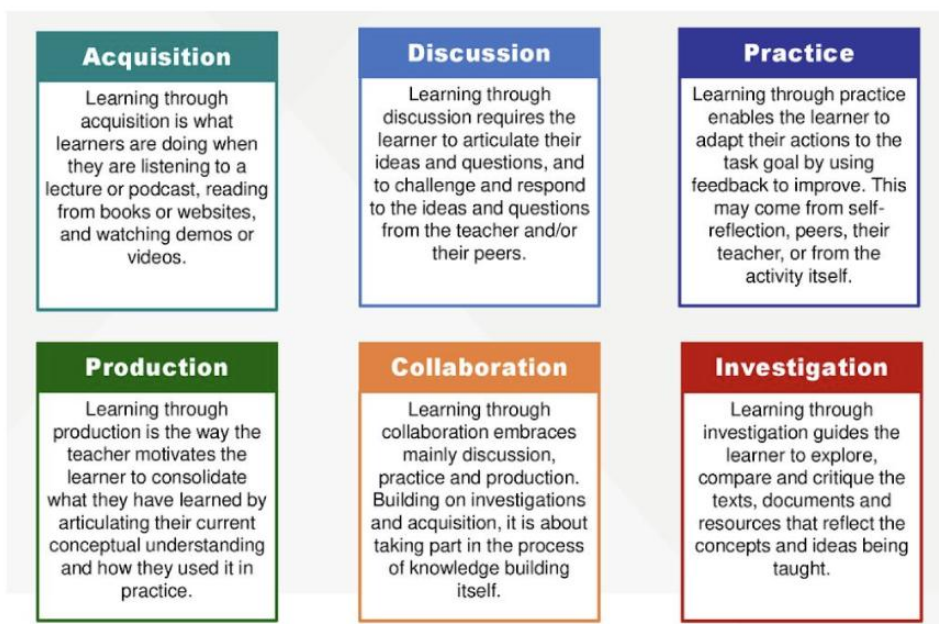 Acquisition
Learning through
acquisition is what
learners are doing when
they are listening to a
lecture or podcast, reading
from books or websites,
and watching demos or
videos.
Discussion
Learning through
discussion requires the
learner to articulate their
ideas and questions, and
to challenge and respond
to the ideas and questions
from the teacher and/or
their peers.
Practice
Learning through practice
enables the learner to
adapt their actions to the
task goal by using
feedback to improve. This
may come from self-
reflection, peers, their
teacher, or from the
activity itself.
Production
Learning through
production is the way the
teacher motivates the
learner to consolidate
what they have learned by
articulating their current
conceptual understanding
and how they used it in
practice.
Collaboration
Learning through
collaboration embraces
mainly discussion,
practice and production.
Building on investigations
and acquisition, it is about
taking part in the process
of knowledge building
itself.
Investigation
Learning through
investigation guides the
learner to explore,
compare and critique the
texts, documents and
resources that reflect the
concepts and ideas being
taught.